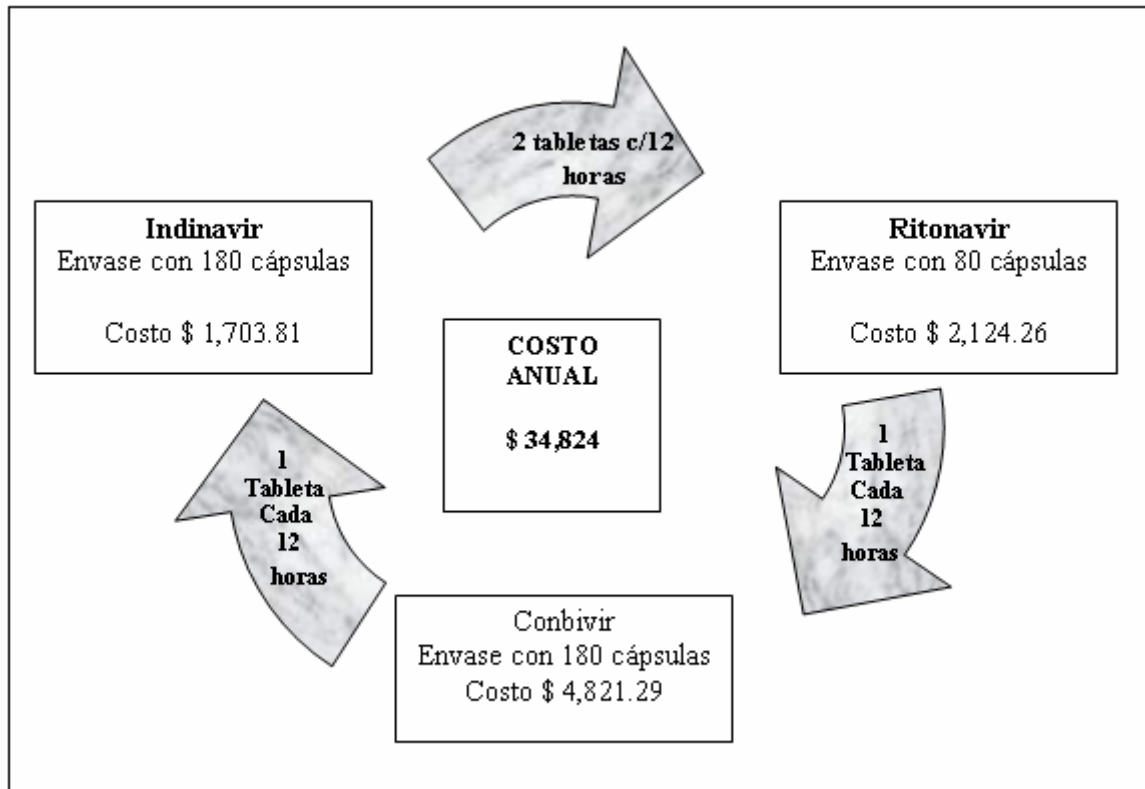 2 tabletas c/12
horas
Indinavir
Envase con 180 cápsulas
Costo $ 1,703.81
Ritonavir
Envase con 80 cápsulas
Costo $ 2,124.26
COSTO
ANUAL
$ 34,824
1
Tableta
Cada
12
horas
1
Tableta
Cada
12
horas
Conbivir
Envase con 180 cápsulas
Costo $ 4,821.29